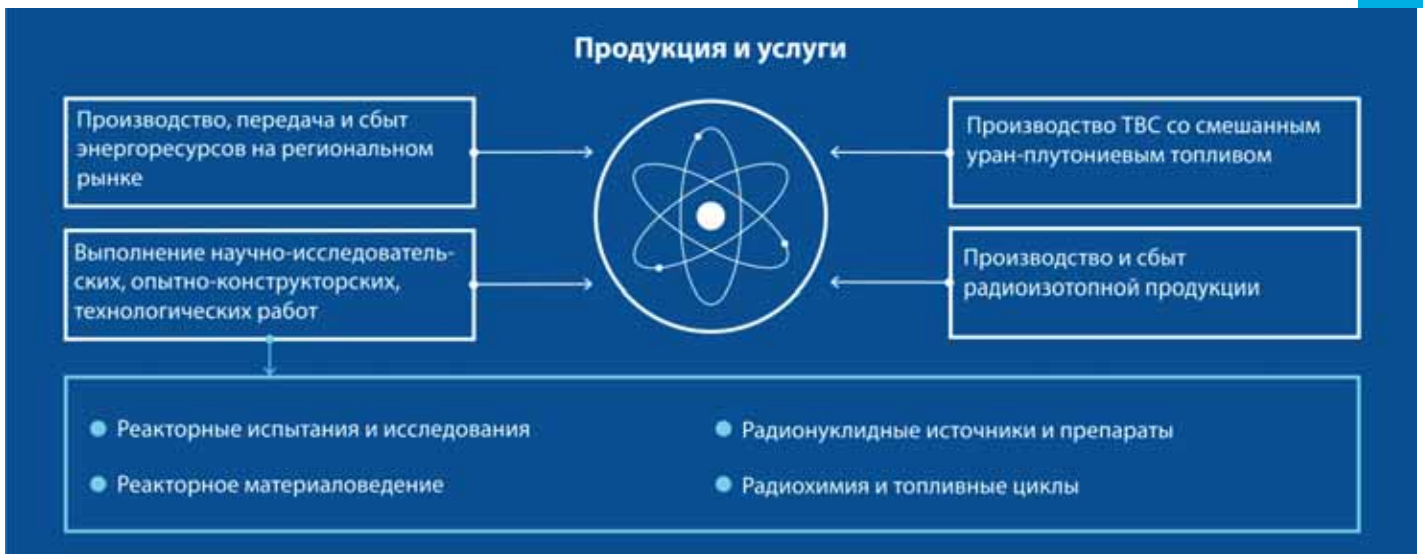 Продукция и услуги
Производство, передача и сбыт
энергоресурсов на региональном
рынке
Выполнение научно-исследователь-
ских, опытно-конструкторских,
технологических работ
Производство ТВС со смешанным
уран-плутониевым топливом
Производство и сбыт
радиоизотопной продукции
Реакторные испытания и исследования
Реакторное материаловедение
Радионуклидные источники и препараты
Радиохимия и топливные циклы